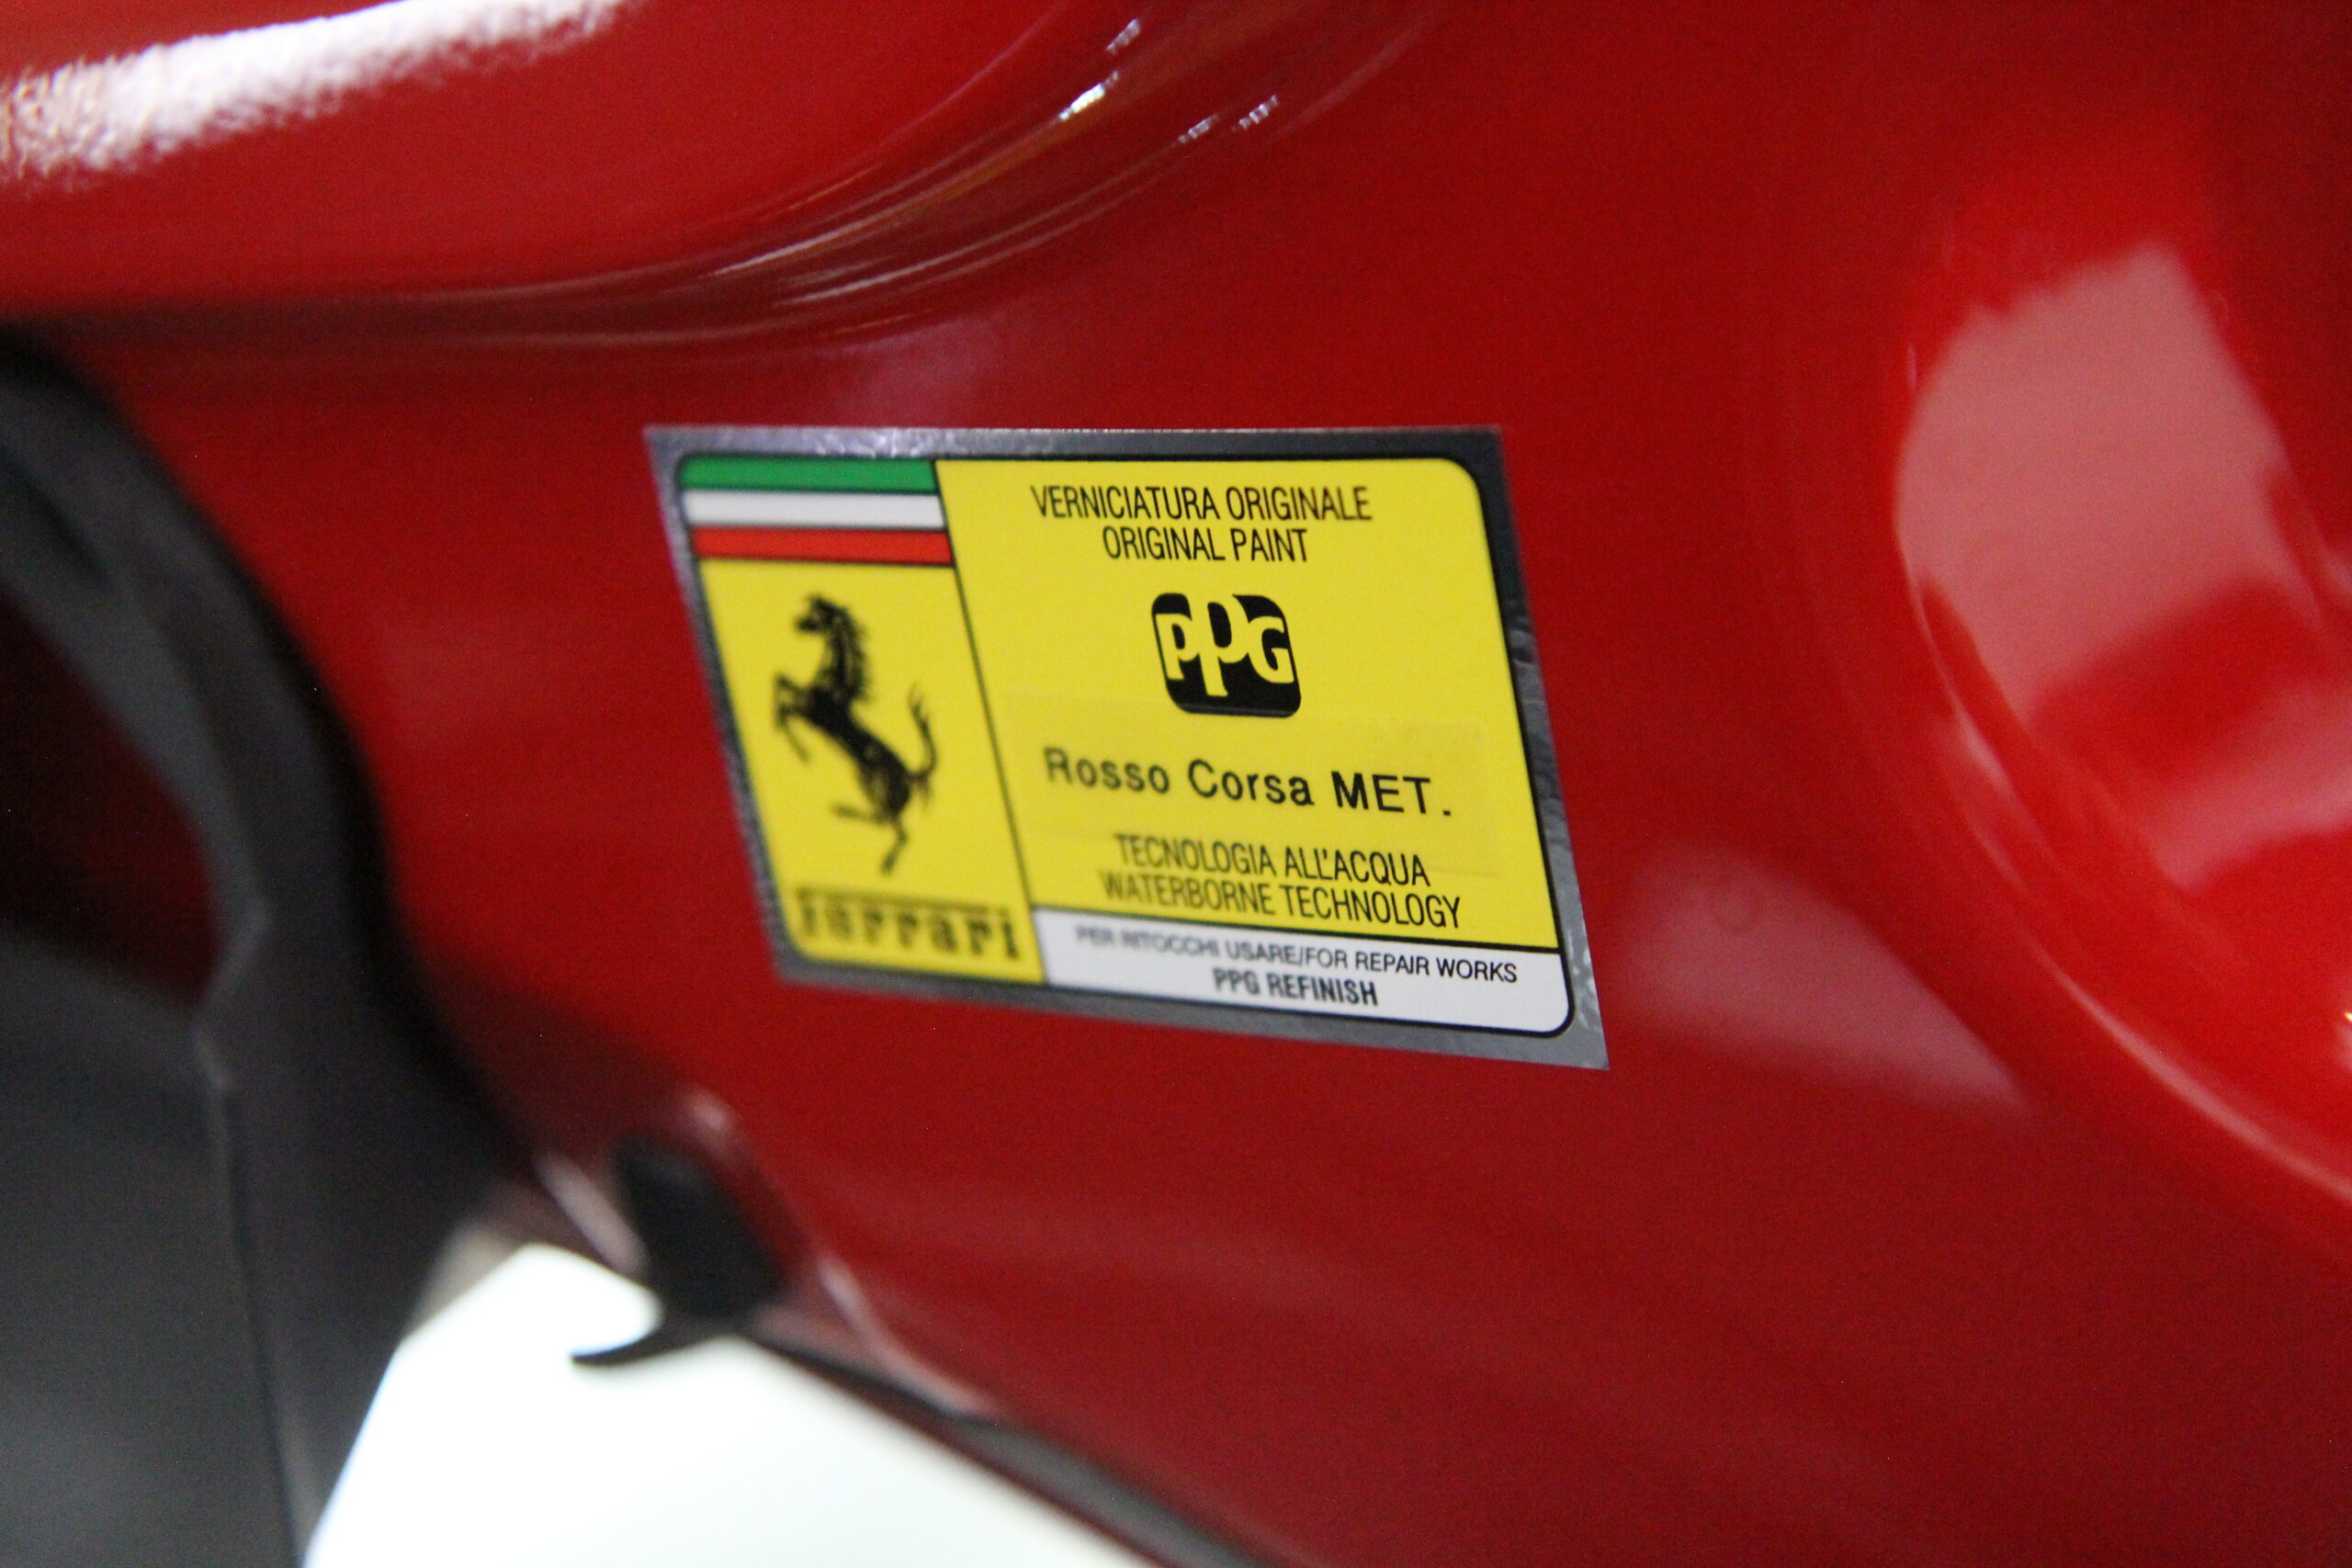 VERNICIATURA ORIGINALE
ORIGINAL PAINT
PPG
Rosso Corsa MET.
TECNOLOGIA ALL'ACQUA
WATERBORNE TECHNOLOGY
Ferrari
PER RITOCCHI USARE/FOR REPAIR WORKS
PPG REFINISH